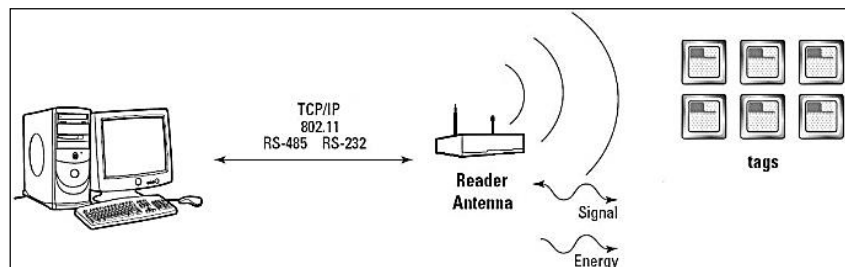 TCP/IP
802.11
RS-485 RS-232
Reader
Antenna
tags
Signal
Energy